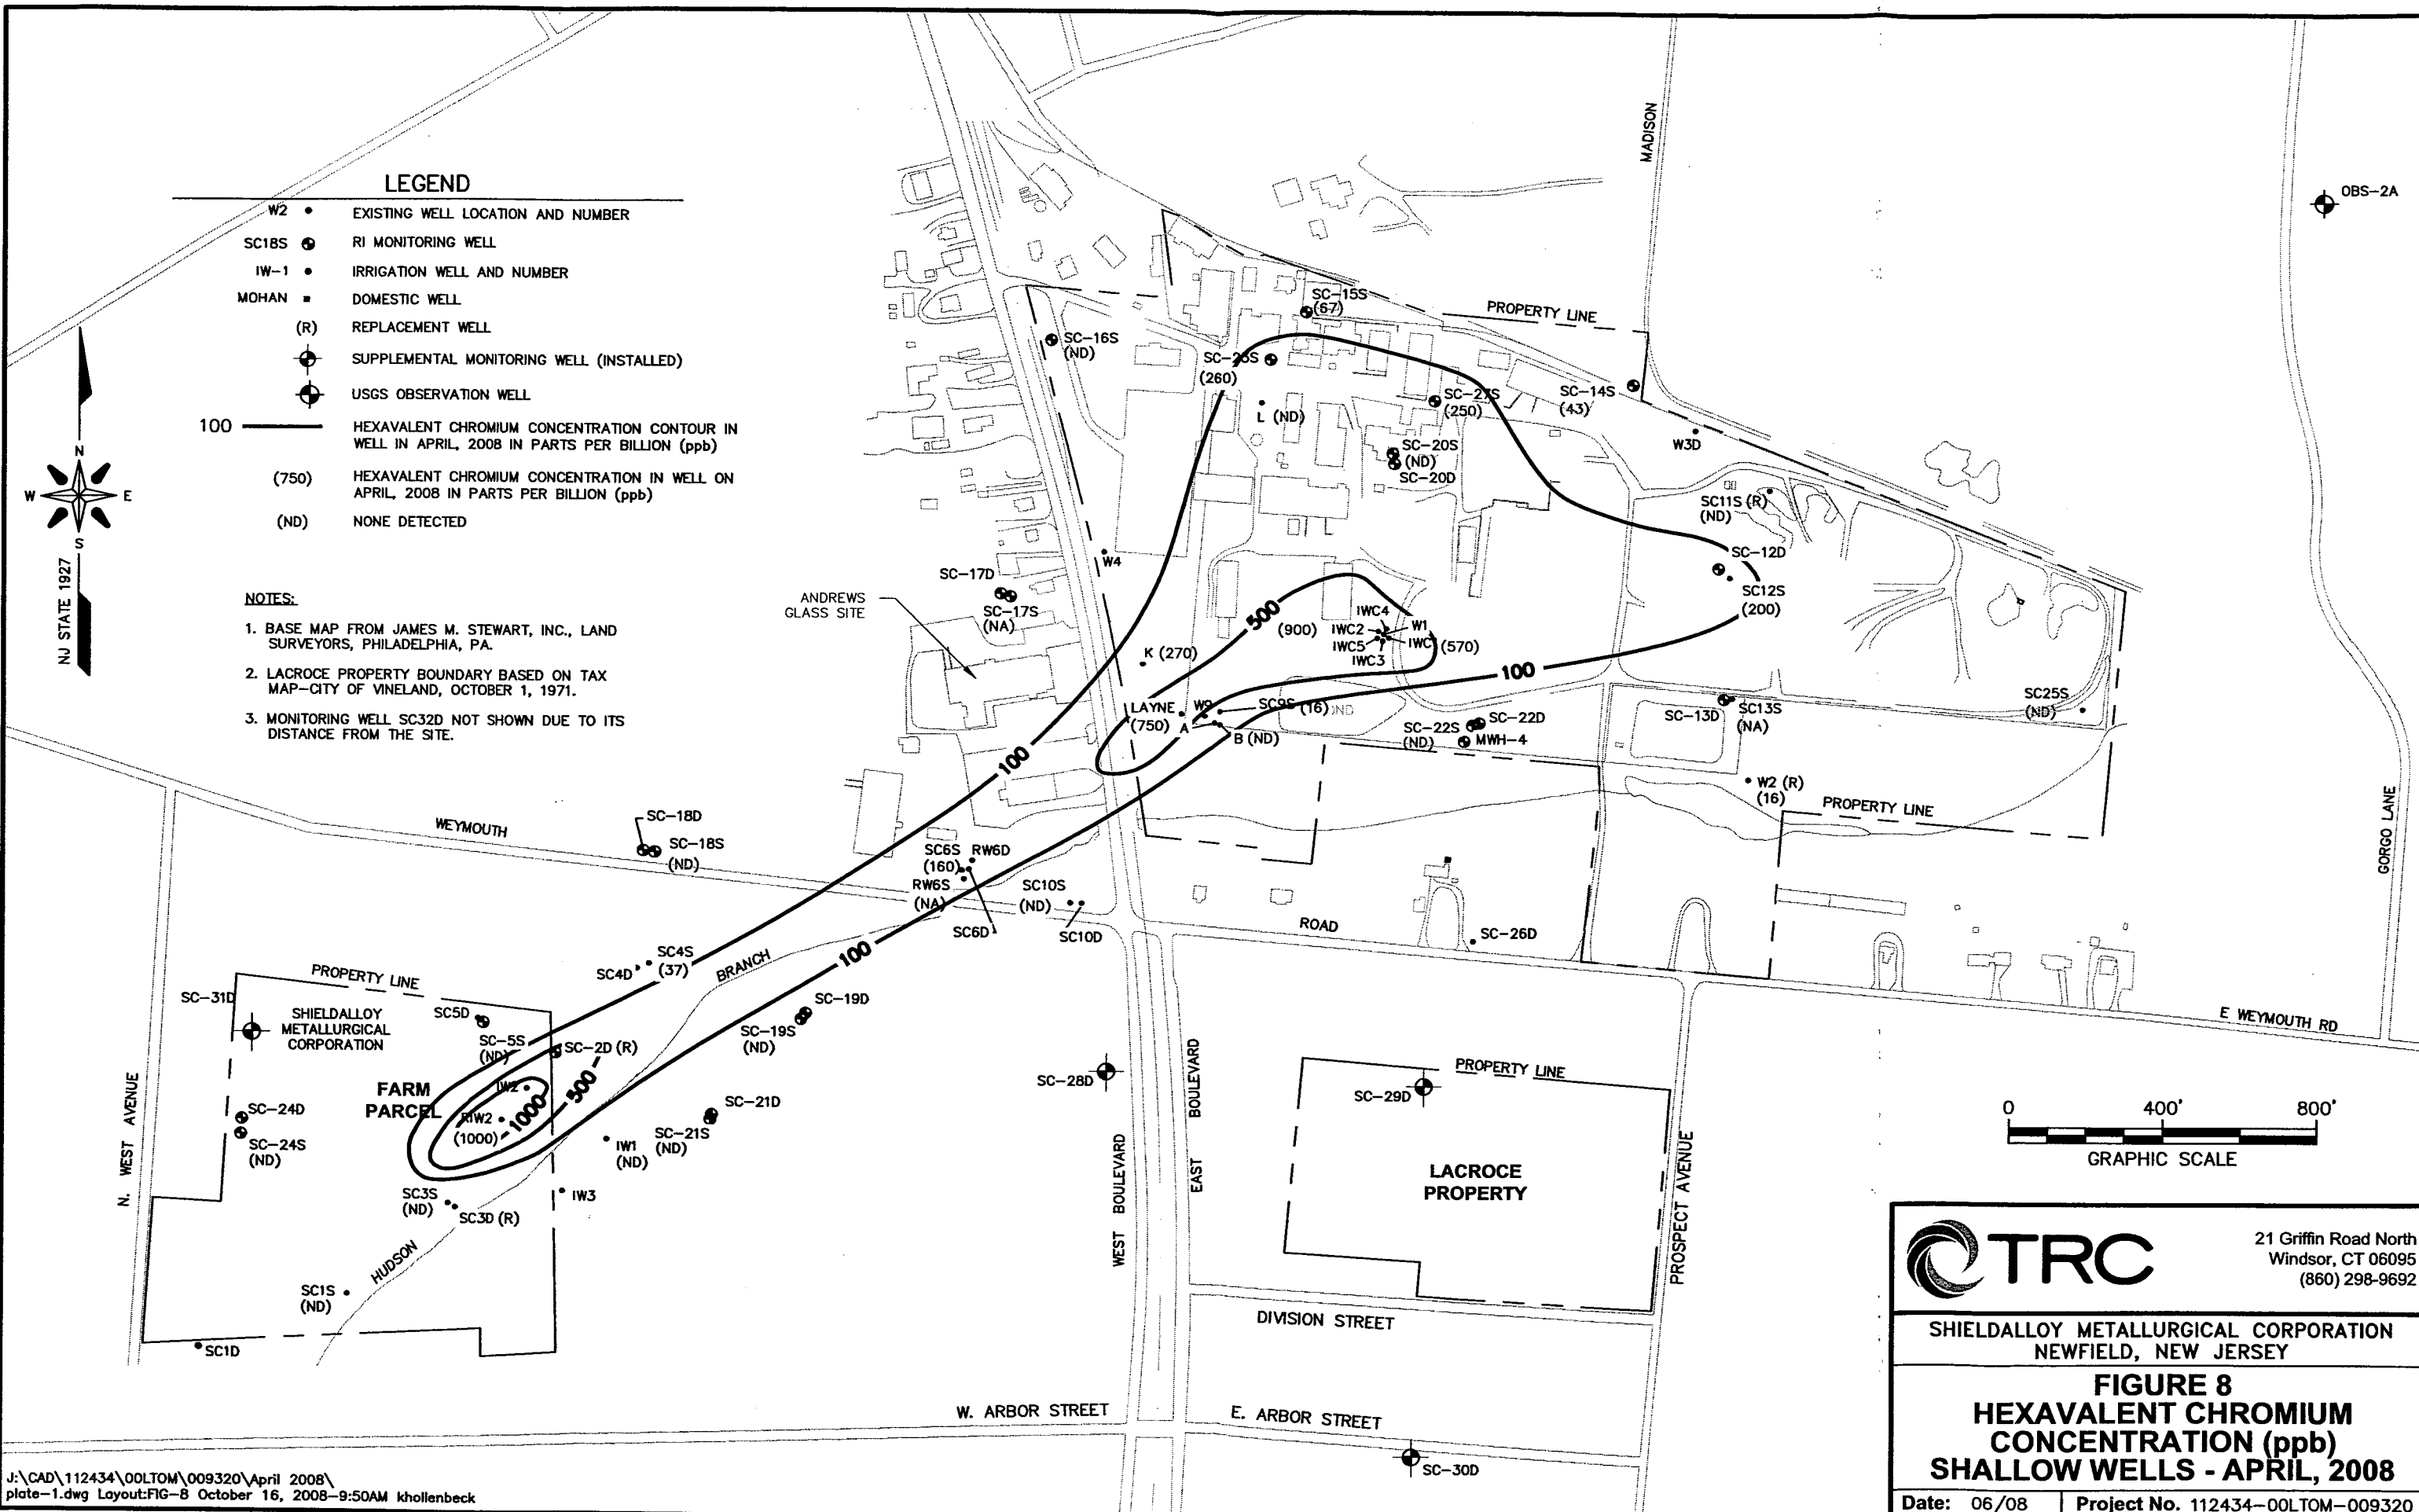 LEGEND
W2 EXISTING WELL LOCATION AND NUMBER
SC18S RI MONITORING WELL
IW-1 IRRIGATION WELL AND NUMBER
MOHAN DOMESTIC WELL
(R) REPLACEMENT WELL
SUPPLEMENTAL MONITORING WELL (INSTALLED)
USGS OBSERVATION WELL
100 HEXAVALENT CHROMIUM CONCENTRATION CONTOUR IN
WELL IN APRIL, 2008 IN PARTS PER BILLION (ppb)
(750) HEXAVALENT CHROMIUM CONCENTRATION IN WELL ON
APRIL, 2008 IN PARTS PER BILLION (ppb)
(ND) NONE DETECTED
N
W E
S
NJ STATE 1927
NOTES:
1. BASE MAP FROM JAMES M. STEWART, INC., LAND
SURVEYORS, PHILADELPHIA, PA.
2. LACROCE PROPERTY BOUNDARY BASED ON TAX
MAP-CITY OF VINELAND, OCTOBER 1, 1971.
3. MONITORING WELL SC32D NOT SHOWN DUE TO ITS
DISTANCE FROM THE SITE.
MADISON
OBS-2A
SC-15S
(67)
PROPERTY LINE
SC-16S
(ND)
SC-26S
(260)
SC-27S
(250)
SC-14S
(43)
L (ND)
W3D
SC-20S
(ND)
SC-20D
SC11S (R)
(ND)
W4
SC-12D
SC12S
(200)
SC-17D
SC-17S
(NA)
ANDREWS
GLASS SITE
500
(900)
IWC4
IWC2
W1
IWC5
IWC1
(570)
IWC3
K (270)
100
LAYNE
(750)
W9
A
SC9S (16)
(ND)
B (ND)
SC-22S
(ND)
SC-22D
MWH-4
SC-13D
SC13S
(NA)
SC25S
(ND)
100
W2 (R)
(16)
PROPERTY LINE
GORGO LANE
WEYMOUTH
SC-18D
SC-18S
(ND)
SC6S
(160)
RW6D
RW6S
(NA)
SC10S
(ND)
SC6D
SC10D
ROAD
SC-26D
100
BRANCH
SC4S
(37)
SC4D
PROPERTY LINE
SC-31D
SHIELDALLOY
METALLURGICAL
CORPORATION
SC5D
SC-5S
(ND)
SC-2D (R)
SC-19D
SC-19S
(ND)
E WEYMOUTH RD
FARM
PARCEL
IW2
RIW2
(1000)
1000
500
SC-24D
SC-24S
(ND)
SC-21D
SC-21S
(ND)
IW1
(ND)
SC-28D
PROPERTY LINE
SC-29D
0 400' 800'
GRAPHIC SCALE
N. WEST AVENUE
SC3S
(ND)
SC3D (R)
IW3
HUDSON
WEST BOULEVARD
EAST BOULEVARD
LACROCE
PROPERTY
PROSPECT AVENUE
SC1S
(ND)
SC1D
DIVISION STREET
W. ARBOR STREET
E. ARBOR STREET
SC-30D
TRC
21 Griffin Road North
Windsor, CT 06095
(860) 298-9692
SHIELDALLOY METALLURGICAL CORPORATION
NEWFIELD, NEW JERSEY
FIGURE 8
HEXAVALENT CHROMIUM
CONCENTRATION (ppb)
SHALLOW WELLS - APRIL, 2008
Date: 06/08 Project No. 112434-00LTOM-009320
J:\CAD\112434\00LTOM\009320\April 2008\
plate-1.dwg Layout:FIG-8 October 16, 2008-9:50AM khollenbeck